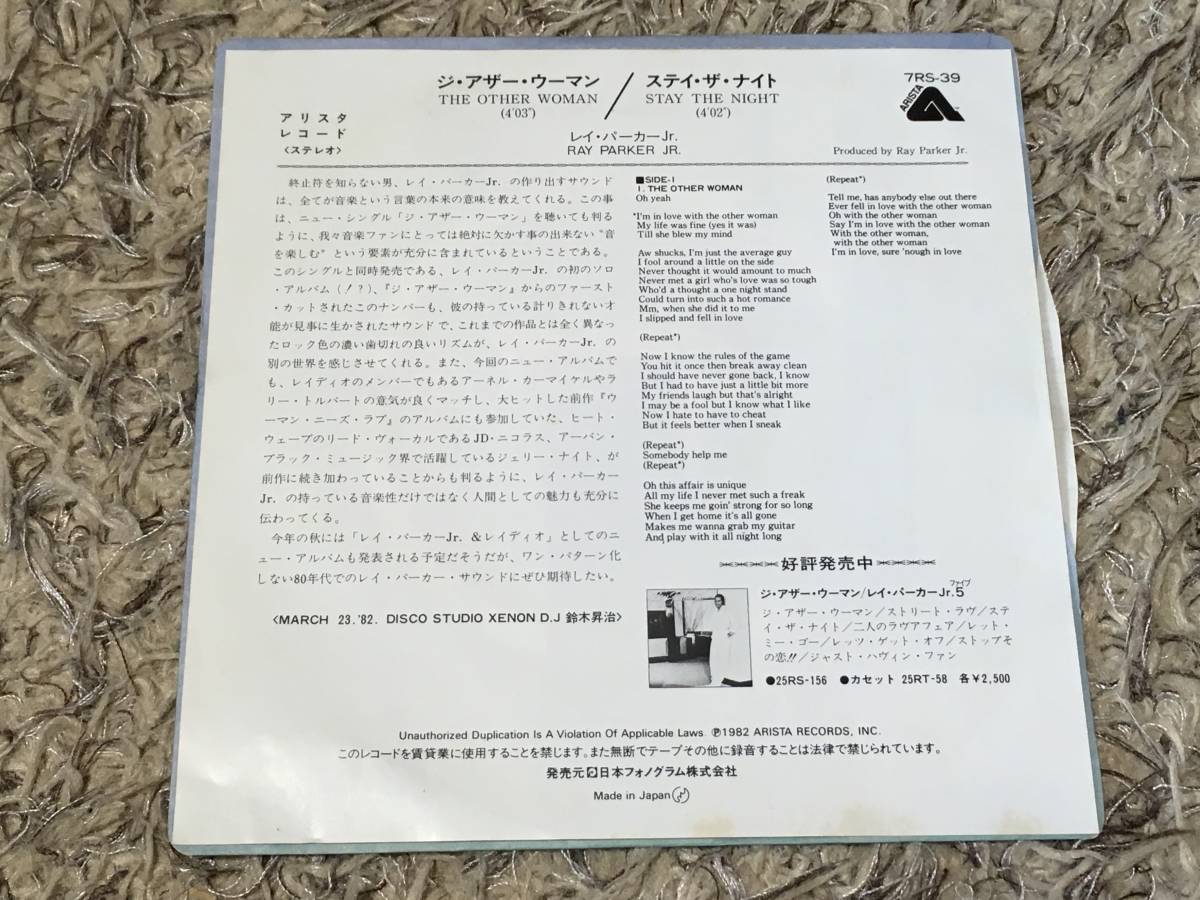 ジ・アザー・ウーマン／ステイ・ザ・ナイト
THE OTHER WOMAN STAY THE NIGHT
(4'03") (4'02")
レイ・パーカーJr.
RAY PARKER JR.
アリスタ
レコード
〈ステレオ〉
7RS-39
ARISTA
Produced by Ray Parker Jr.
終止符を知らない男、レイ・パーカーJr. の作り出すサウンド
は、全てが音楽という言葉の本来の意味を教えてくれる。この事
は、ニュー・シングル「ジ・アザー・ウーマン」を聴いても判る
ように、我々音楽ファンにとっては絶対に欠かす事の出来ない“音
を楽しむ”という要素が充分に含まれているということである。
このシングルと同時発売である、レイ・パーカーJr. の初のソロ
・アルバム（!？）、『ジ・アザー・ウーマン』からのファースト
・カットされたこのナンバーも、彼の持っている計りきれない才
能が見事に生かされたサウンドで、これまでの作品とは全く異なっ
たロック色の濃い歯切れの良いリズムが、レイ・パーカーJr. の
別の世界を感じさせてくれる。また、今回のニュー・アルバムで
も、レイディオのメンバーでもあるアーネル・カーマイケルやラ
リー・トルバートの意気が良くマッチし、大ヒットした前作『ウ
ーマン・ニーズ・ラブ』のアルバムにも参加していた、ヒート・
ウェーブのリード・ヴォーカルであるJD・ニコラス、アーバン・
ブラック・ミュージック界で活躍しているジェリー・ナイト、が
前作に続き加わっていることからも判るように、レイ・パーカー
Jr. の持っている音楽性だけではなく人間としての魅力も充分に
伝わってくる。
今年の秋には「レイ・パーカーJr. ＆レイディオ」としてのニ
ュー・アルバムも発表される予定だそうだが、ワン・パターン化
しない80年代でのレイ・パーカー・サウンドにぜひ期待したい。
〈MARCH 23.'82. DISCO STUDIO XENON D.J 鈴木昇治〉
■SIDE-1
1. THE OTHER WOMAN
Oh yeah
*I'm in love with the other woman
My life was fine (yes it was)
Till she blew my mind
Aw shucks, I'm just the average guy
I fool around a little on the side
Never thought it would amount to much
Never met a girl who's love was so tough
Who'd a thought a one night stand
Could turn into such a hot romance
Mm, when she did it to me
I slipped and fell in love
(Repeat*)
Now I know the rules of the game
You hit it once then break away clean
I should have never gone back, I know
But I had to have just a little bit more
My friends laugh but that's alright
I may be a fool but I know what I like
Now I hate to have to cheat
But it feels better when I sneak
(Repeat*)
Somebody help me
(Repeat*)
Oh this affair is unique
All my life I never met such a freak
She keeps me goin' strong for so long
When I get home it's all gone
Makes me wanna grab my guitar
And play with it all night long
(Repeat*)
Tell me, has anybody else out there
Ever fell in love with the other woman
Oh with the other woman
Say I'm in love with the other woman
With the other woman,
with the other woman
I'm in love, sure 'nough in love
好評発売中
ジ・アザー・ウーマン/レイ・パーカーJr.5
ファイブ
ジ・アザー・ウーマン／ストリート・ラヴ／ステ
イ・ザ・ナイト／二人のラヴアフェア／レット・
ミー・ゴー／レッツ・ゲット・オフ／ストップそ
の恋!!／ジャスト・ハヴィン・ファン
●25RS-156 ●カセット 25RT-58 各￥2,500
Unauthorized Duplication Is A Violation Of Applicable Laws. ℗1982 ARISTA RECORDS, INC.
このレコードを賃貸業に使用することを禁じます。また無断でテープその他に録音することは法律で禁じられています。
発売元 日本フォノグラム株式会社
Made in Japan